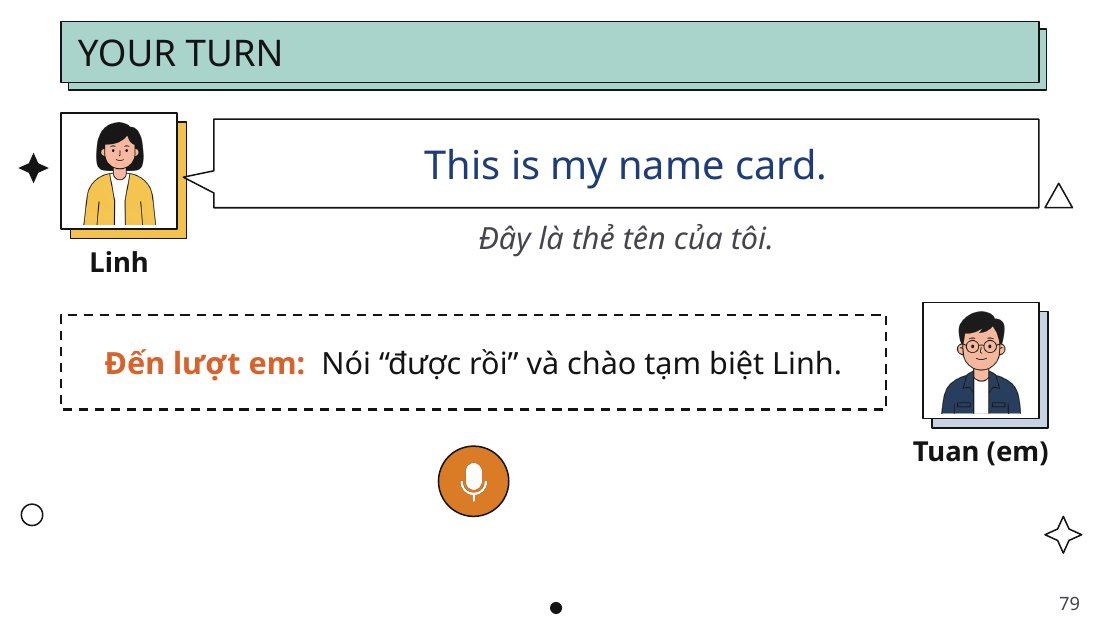 YOUR TURN
This is my name card.
Đây là thẻ tên của tôi.
Linh
Đến lượt em: Nói “được rồi” và chào tạm biệt Linh.
Tuan (em)
79